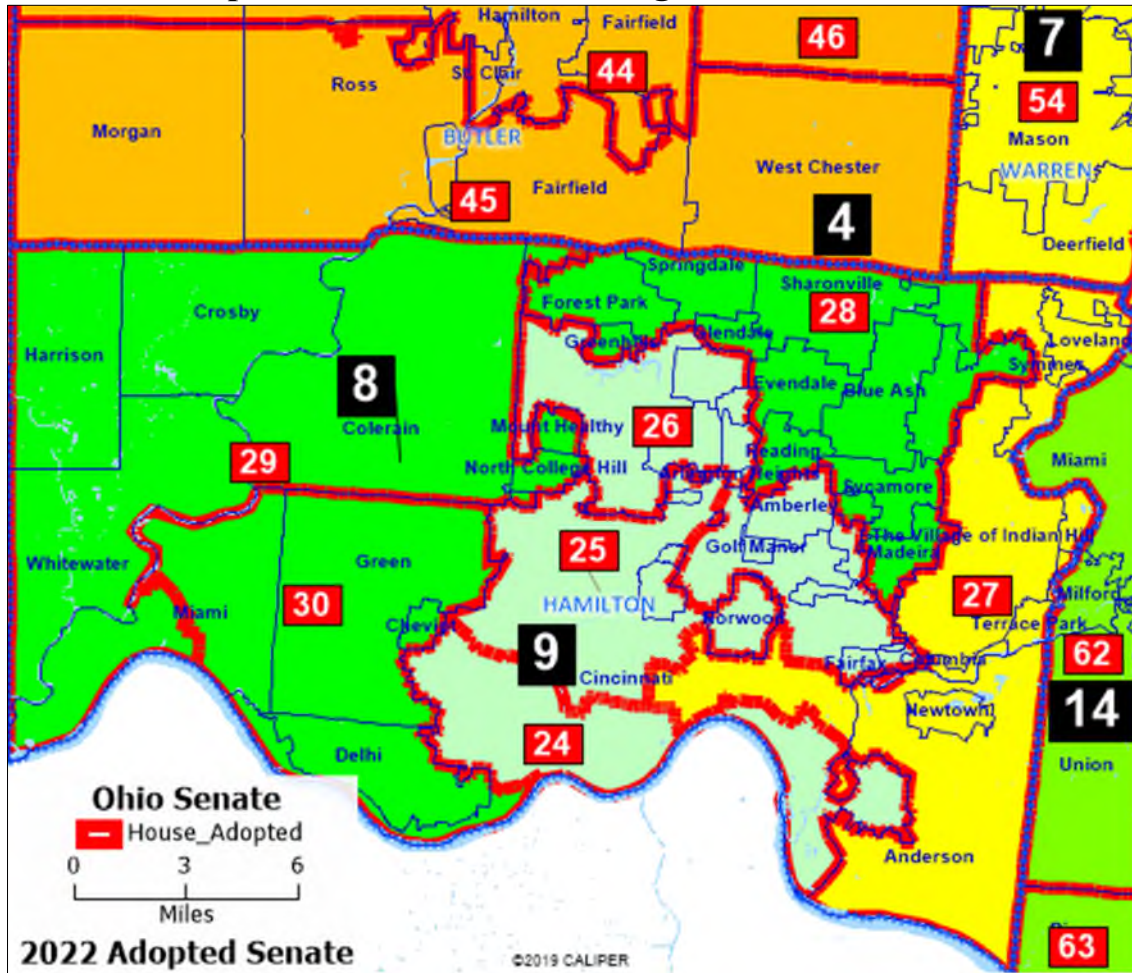 Hamilton
Fairfield
46
7
St. Clair
44
Ross
54
Morgan
BUTLER
Mason
West Chester
WARREN
Fairfield
45
4
Deerfield
Springdale
Sharonville
Forest Park
28
Crosby
Loveland
Greenhills
Glendale
Harrison
Symmes
8
Evendale
Blue Ash
Colerain
Mount Healthy
26
29
Reading
Miami
North College Hill
Arlington Heights
Sycamore
Amberley
The Village of Indian Hill
Golf Manor
Madeira
Whitewater
Green
25
30
HAMILTON
27
Milford
Miami
Cheviot
Norwood
Terrace Park
9
Fairfax
Columbia
62
Cincinnati
Newtown
14
24
Delhi
Union
Ohio Senate
House_Adopted
0 3 6
Miles
Anderson
63
2022 Adopted Senate
©2019 CALIPER